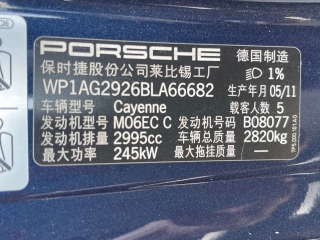 PORSCHE 德国制造
保时捷股份公司莱比锡工厂 1%
WP1AG2926BLA66682 生产年月 05/11
车辆型号 Cayenne 载客人数 5
发动机型号 M06EC C 发动机号码 B08077
发动机排量 2995cc 车辆总质量 2820kg
最大功率 245kW 最大拖挂质量 —